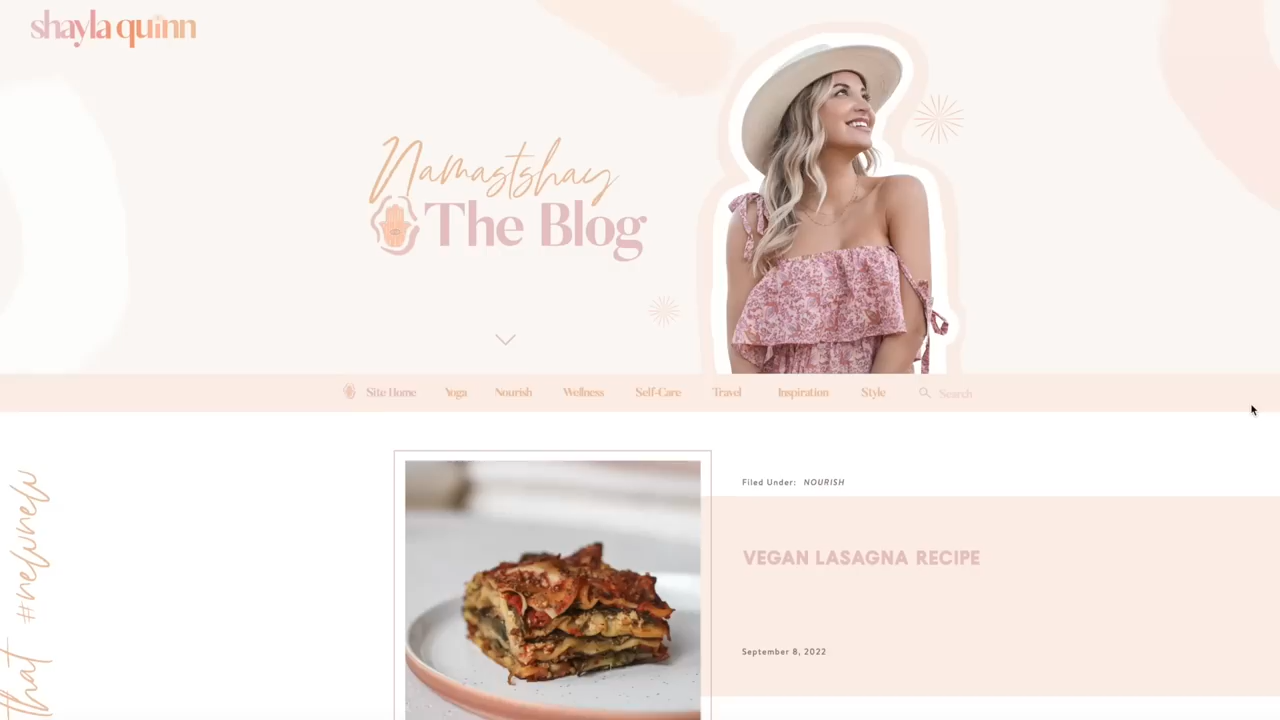 shayla quinn
Namastshay
The Blog
Site Home Yoga Nourish Wellness Self-Care Travel Inspiration Style Search
Filed Under: NOURISH
VEGAN LASAGNA RECIPE
September 8, 2022
that #newnew